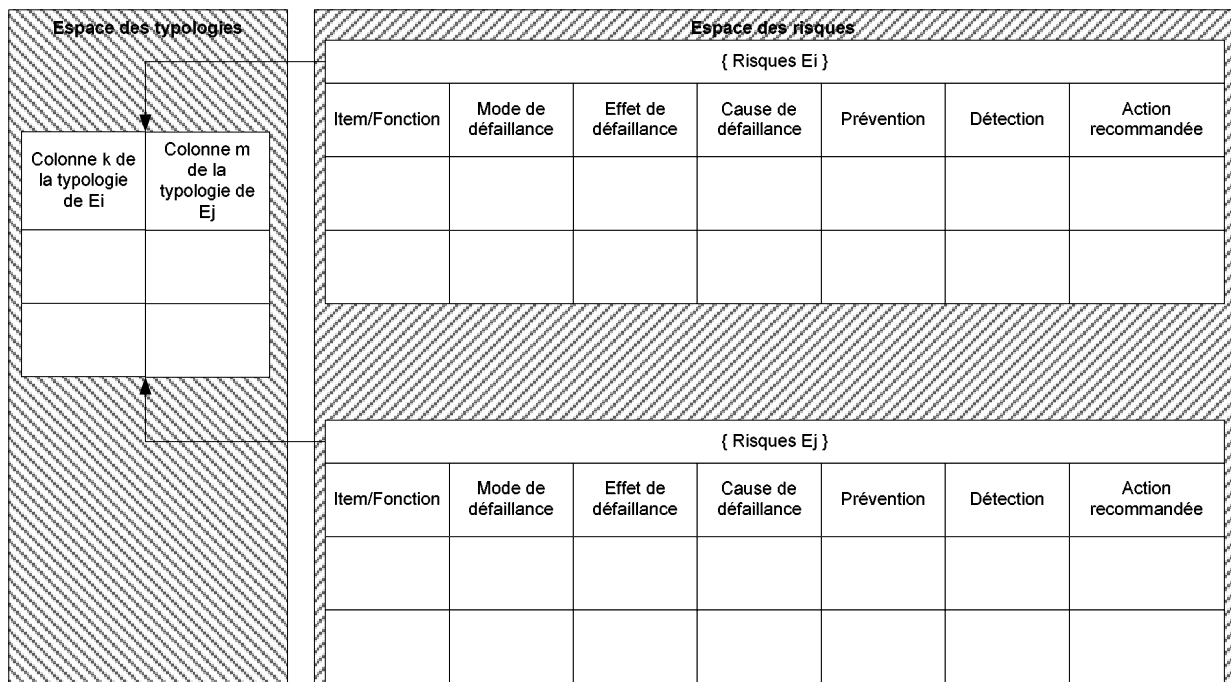 Espace des typologies
Colonne k de
la typologie
de Ei
Colonne m
de la
typologie de
Ej
Espace des risques
{ Risques Ei }
Item/Fonction
Mode de
défaillance
Effet de
défaillance
Cause de
défaillance
Prévention
Détection
Action
recommandée
{ Risques Ej }
Item/Fonction
Mode de
défaillance
Effet de
défaillance
Cause de
défaillance
Prévention
Détection
Action
recommandée